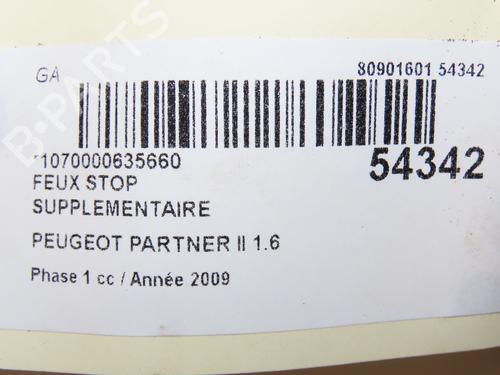 GA
80901601 54342
*1070000635660
54342
FEUX STOP
SUPPLEMENTAIRE
PEUGEOT PARTNER II 1.6
Phase 1 cc / Année 2009
B-PARTS